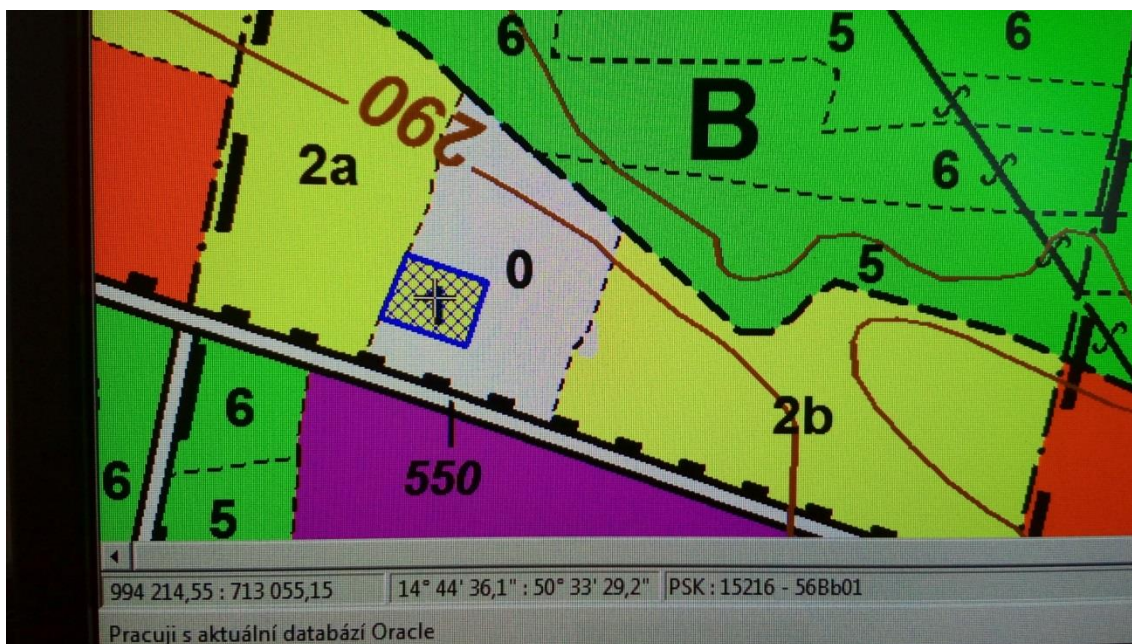 6
5
6
B
290
2a
6
0
5
2b
6
550
6
5
994 214,55 : 713 055,15
14° 44' 36,1" : 50° 33' 29,2"
PSK : 15216 - 56Bb01
Pracuji s aktuální databází Oracle